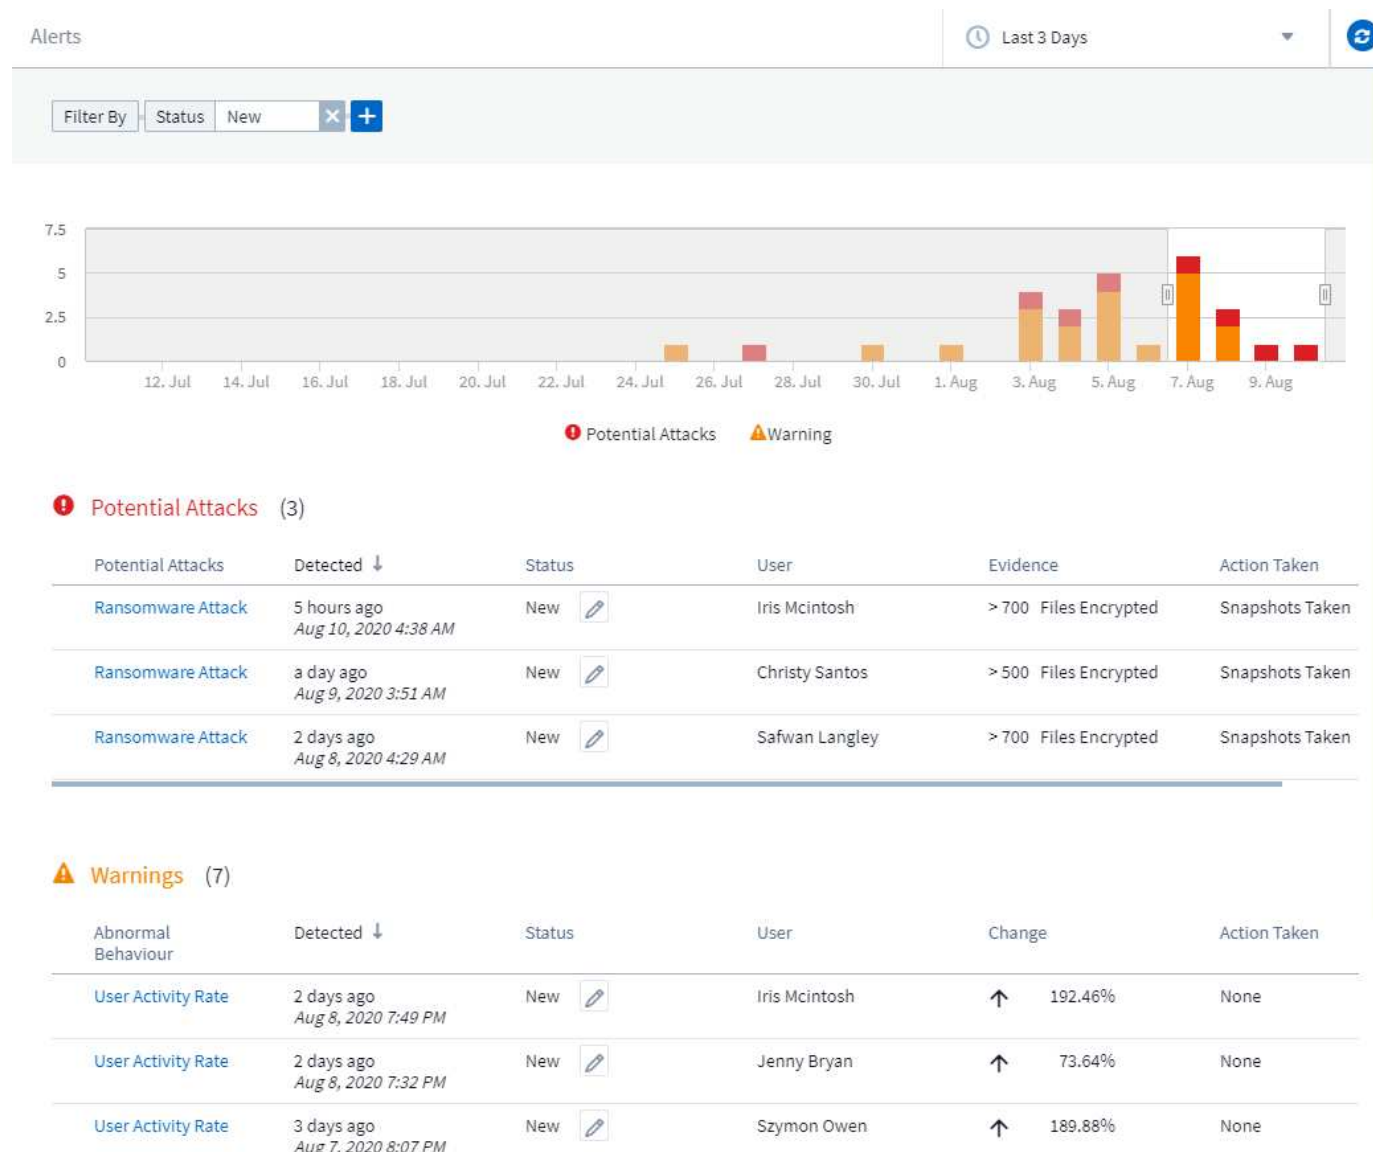 Alerts
Last 3 Days
Filter By Status New
7.5
5
2.5
0
12. Jul 14. Jul 16. Jul 18. Jul 20. Jul 22. Jul 24. Jul 26. Jul 28. Jul 30. Jul 1. Aug 3. Aug 5. Aug 7. Aug 9. Aug
Potential Attacks Warning
Potential Attacks (3)
Potential Attacks Detected ↓ Status User Evidence Action Taken
Ransomware Attack 5 hours ago New Iris Mcintosh > 700 Files Encrypted Snapshots Taken
Aug 10, 2020 4:38 AM
Ransomware Attack a day ago New Christy Santos > 500 Files Encrypted Snapshots Taken
Aug 9, 2020 3:51 AM
Ransomware Attack 2 days ago New Safwan Langley > 700 Files Encrypted Snapshots Taken
Aug 8, 2020 4:29 AM
Warnings (7)
Abnormal Detected ↓ Status User Change Action Taken
Behaviour
User Activity Rate 2 days ago New Iris Mcintosh ↑ 192.46% None
Aug 8, 2020 7:49 PM
User Activity Rate 2 days ago New Jenny Bryan ↑ 73.64% None
Aug 8, 2020 7:32 PM
User Activity Rate 3 days ago New Szymon Owen ↑ 189.88% None
Aug 7, 2020 8:07 PM